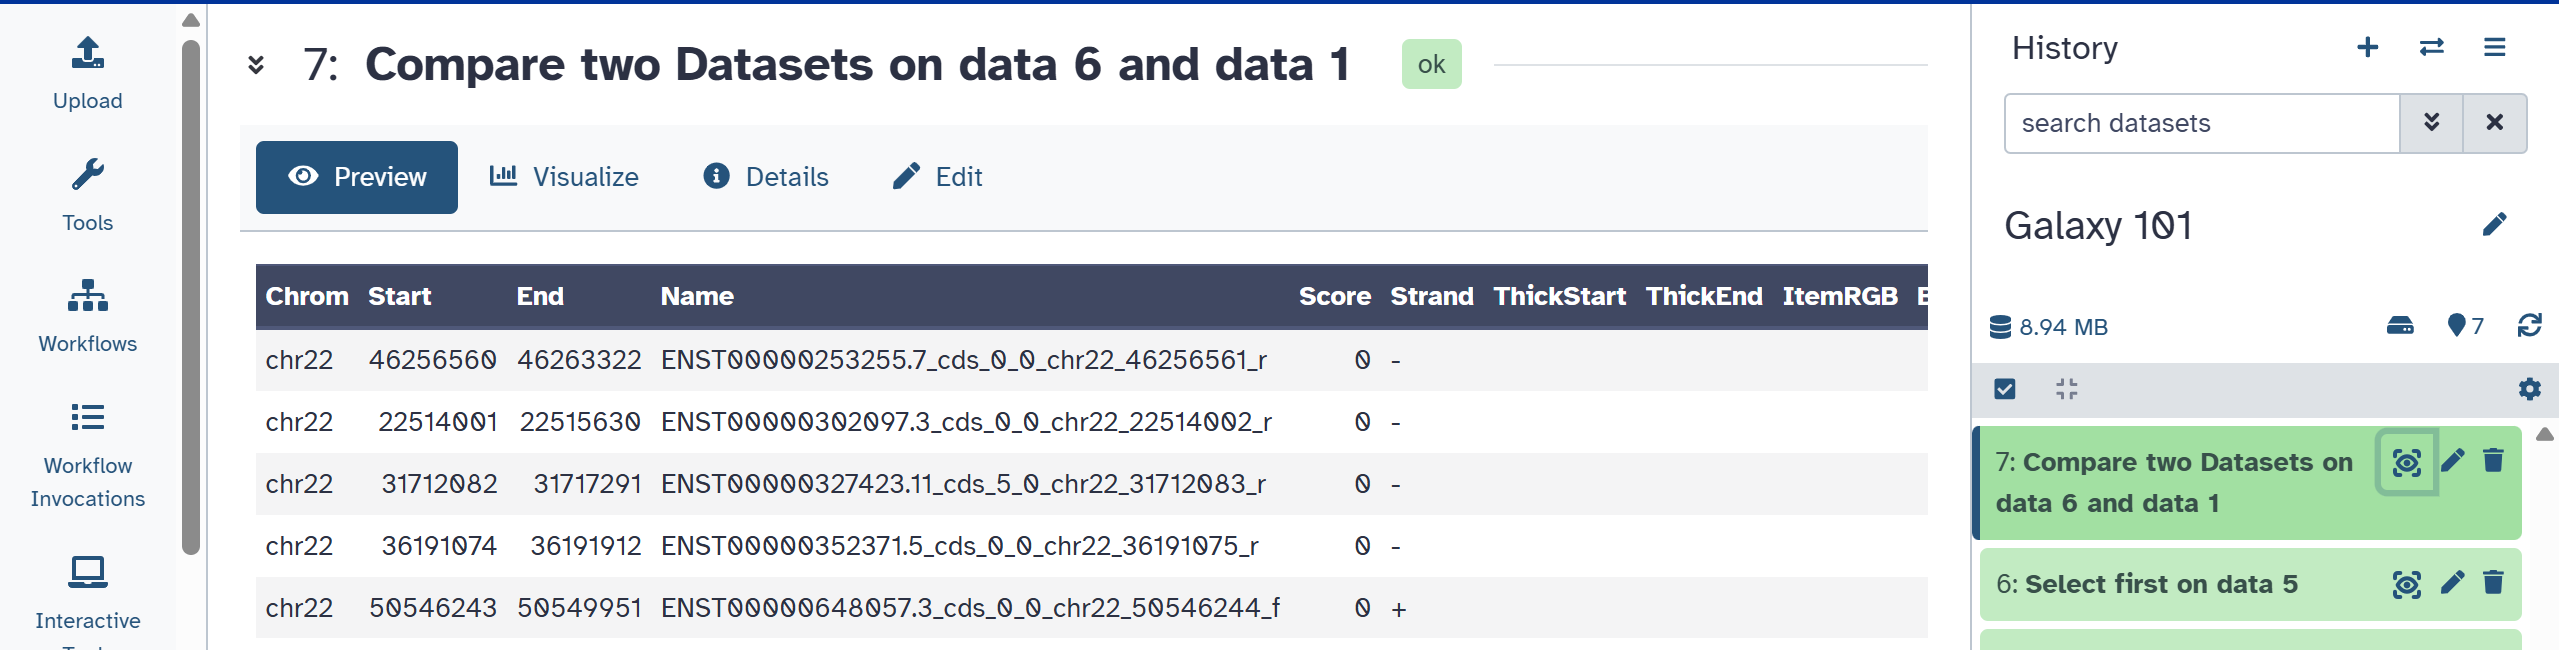 Upload
Tools
Workflows
Workflow
Invocations
Interactive
7: Compare two Datasets on data 6 and data 1 ok
Preview Visualize Details Edit
Chrom Start End Name Score Strand ThickStart ThickEnd ItemRGB
chr22 46256560 46263322 ENST00000253255.7_cds_0_0_chr22_46256561_r 0 -
chr22 22514001 22515630 ENST00000302097.3_cds_0_0_chr22_22514002_r 0 -
chr22 31712082 31717291 ENST00000327423.11_cds_5_0_chr22_31712083_r 0 -
chr22 36191074 36191912 ENST00000352371.5_cds_0_0_chr22_36191075_r 0 -
chr22 50546243 50549951 ENST00000648057.3_cds_0_0_chr22_50546244_f 0 +
History
search datasets
Galaxy 101
8.94 MB 7
7: Compare two Datasets on
data 6 and data 1
6: Select first on data 5